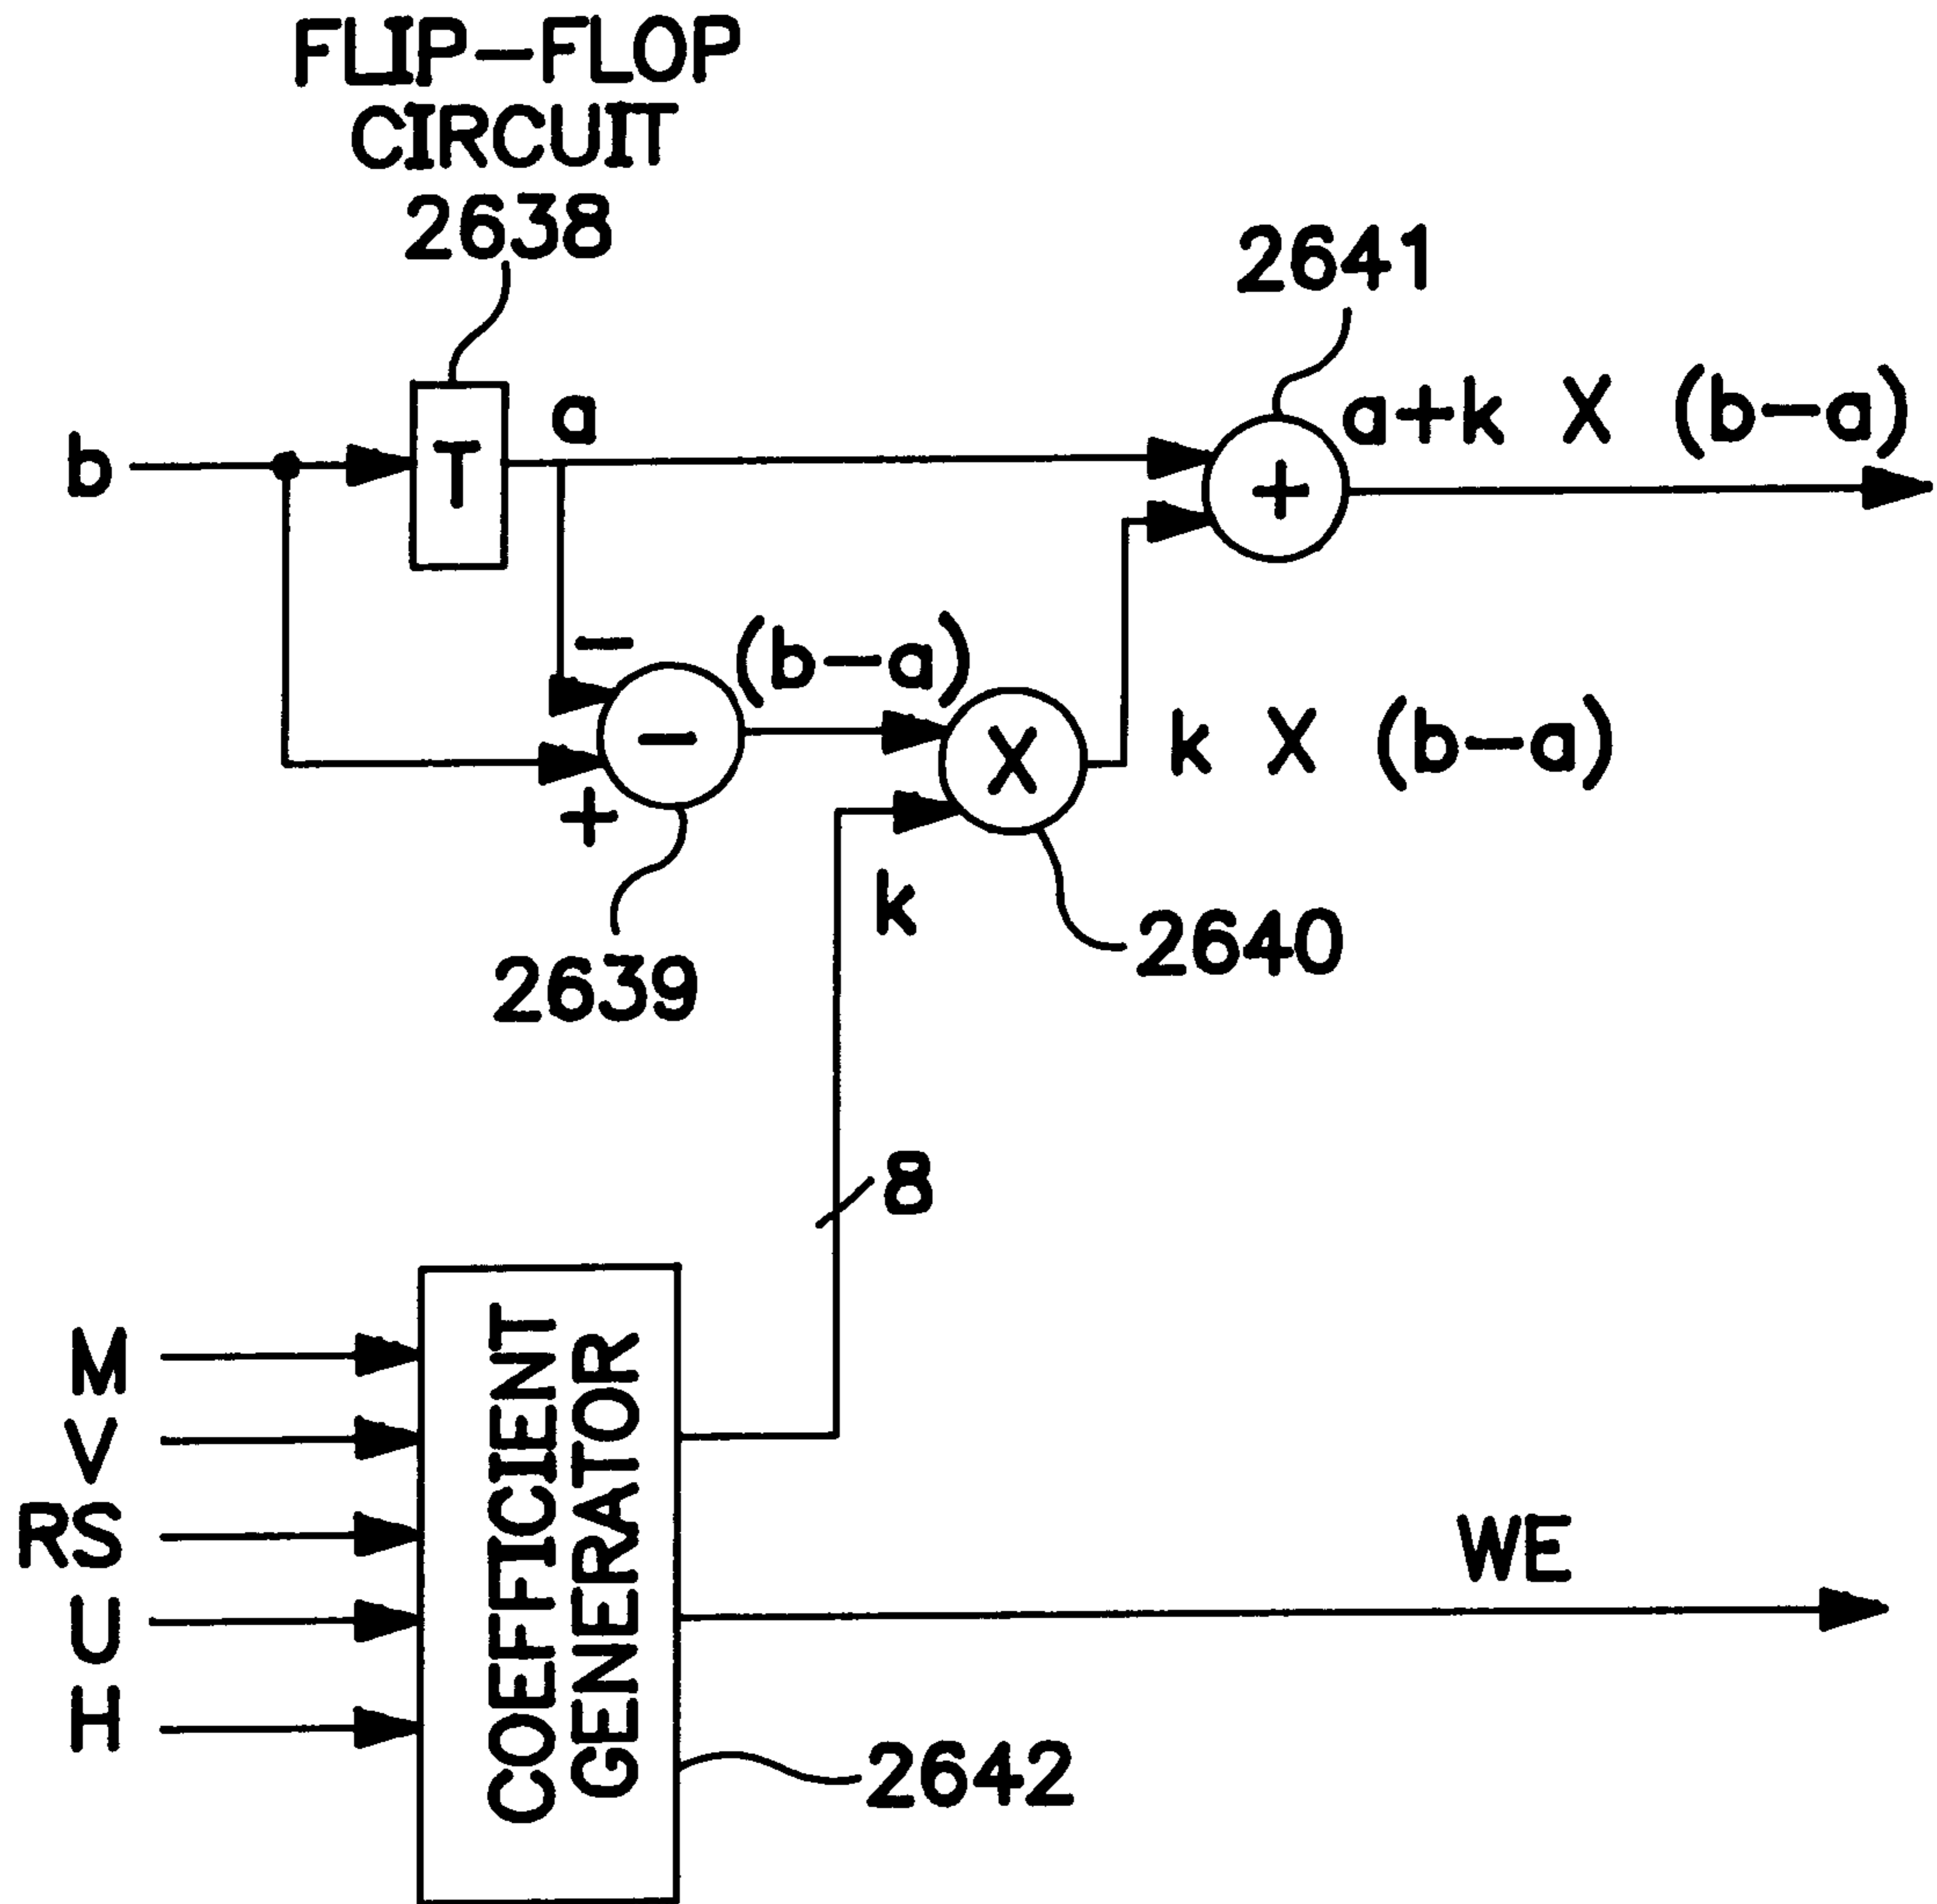 FLIP-FLOP
CIRCUIT
2638
2641
b
T
a
+
a+k X (b-a)
-
(b-a)
-
X
k X (b-a)
+
k
2640
2639
8
M
V
RS
U
H
COEFFICIENT
GENERATOR
WE
2642